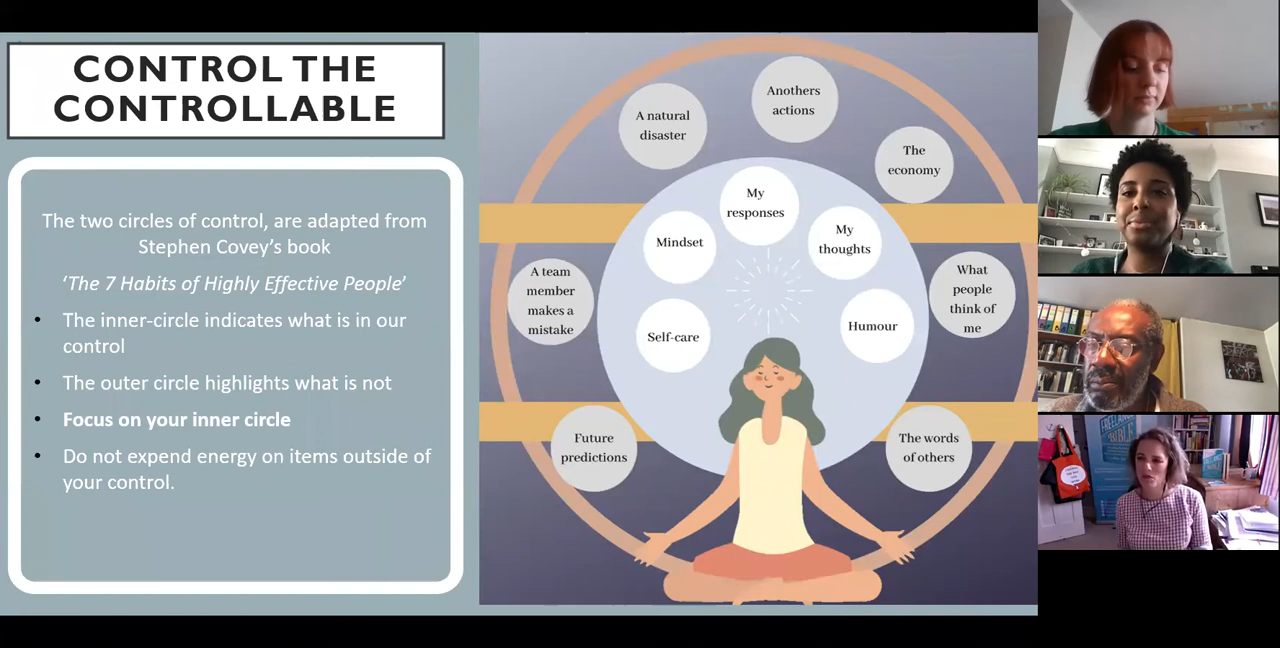 CONTROL THE
CONTROLLABLE
The two circles of control, are adapted from
Stephen Covey's book
'The 7 Habits of Highly Effective People'
• The inner-circle indicates what is in our
control
• The outer circle highlights what is not
• Focus on your inner circle
• Do not expend energy on items outside of
your control.
A natural
disaster
Anothers
actions
The
economy
My
responses
Mindset
My
thoughts
A team
member
makes a
mistake
What
people
think of
me
Self-care
Humour
Future
predictions
The words
of others
FREELANCE
BIBLE